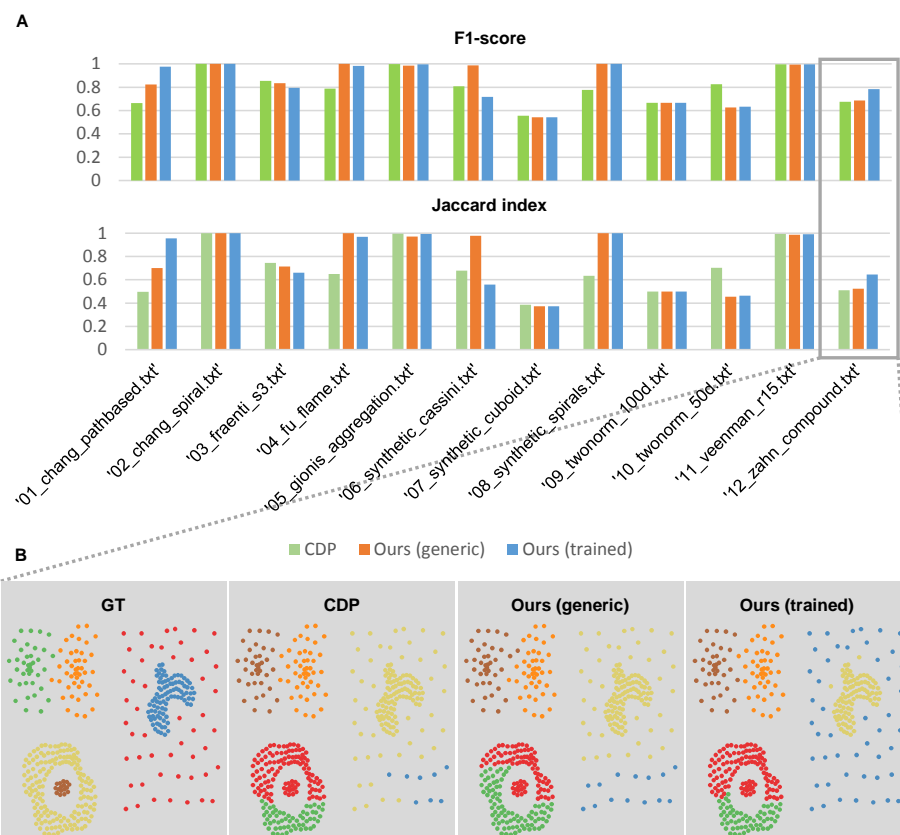 A
F1-score
1
0.8
0.6
0.4
0.2
0
Jaccard index
1
0.8
0.6
0.4
0.2
0
'01_chang_pathbased.txt'
'02_chang_spiral.txt'
'03_fraenti_s3.txt'
'04_fu_flame.txt'
'05_gionis_aggregation.txt'
'06_synthetic_cassini.txt'
'07_synthetic_cuboid.txt'
'08_synthetic_spirals.txt'
'09_twonorm_100d.txt'
'10_twonorm_50d.txt'
'11_veenman_r15.txt'
'12_zahn_compound.txt'
B
CDP Ours (generic) Ours (trained)
GT CDP Ours (generic) Ours (trained)